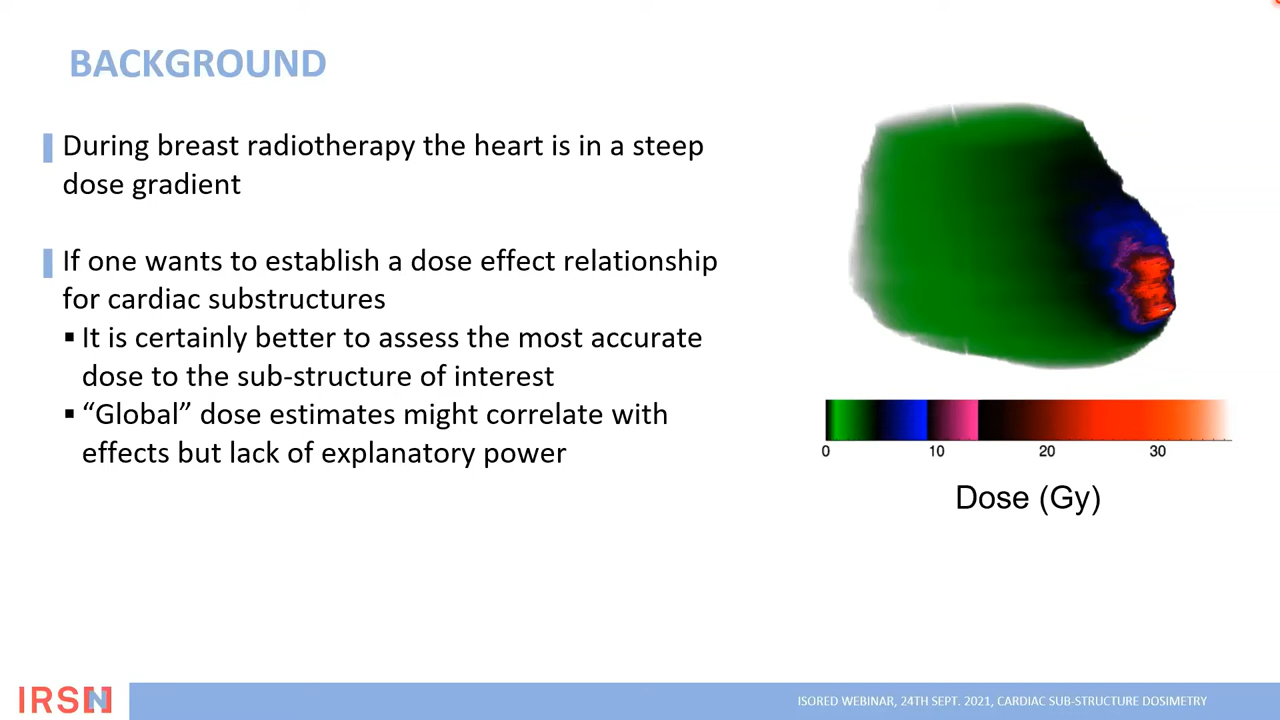 BACKGROUND
During breast radiotherapy the heart is in a steep
dose gradient
If one wants to establish a dose effect relationship
for cardiac substructures
▪ It is certainly better to assess the most accurate
dose to the sub-structure of interest
▪ “Global” dose estimates might correlate with
effects but lack of explanatory power
0 10 20 30
Dose (Gy)
IRSN
ISORED WEBINAR, 24TH SEPT. 2021, CARDIAC SUB-STRUCTURE DOSIMETRY